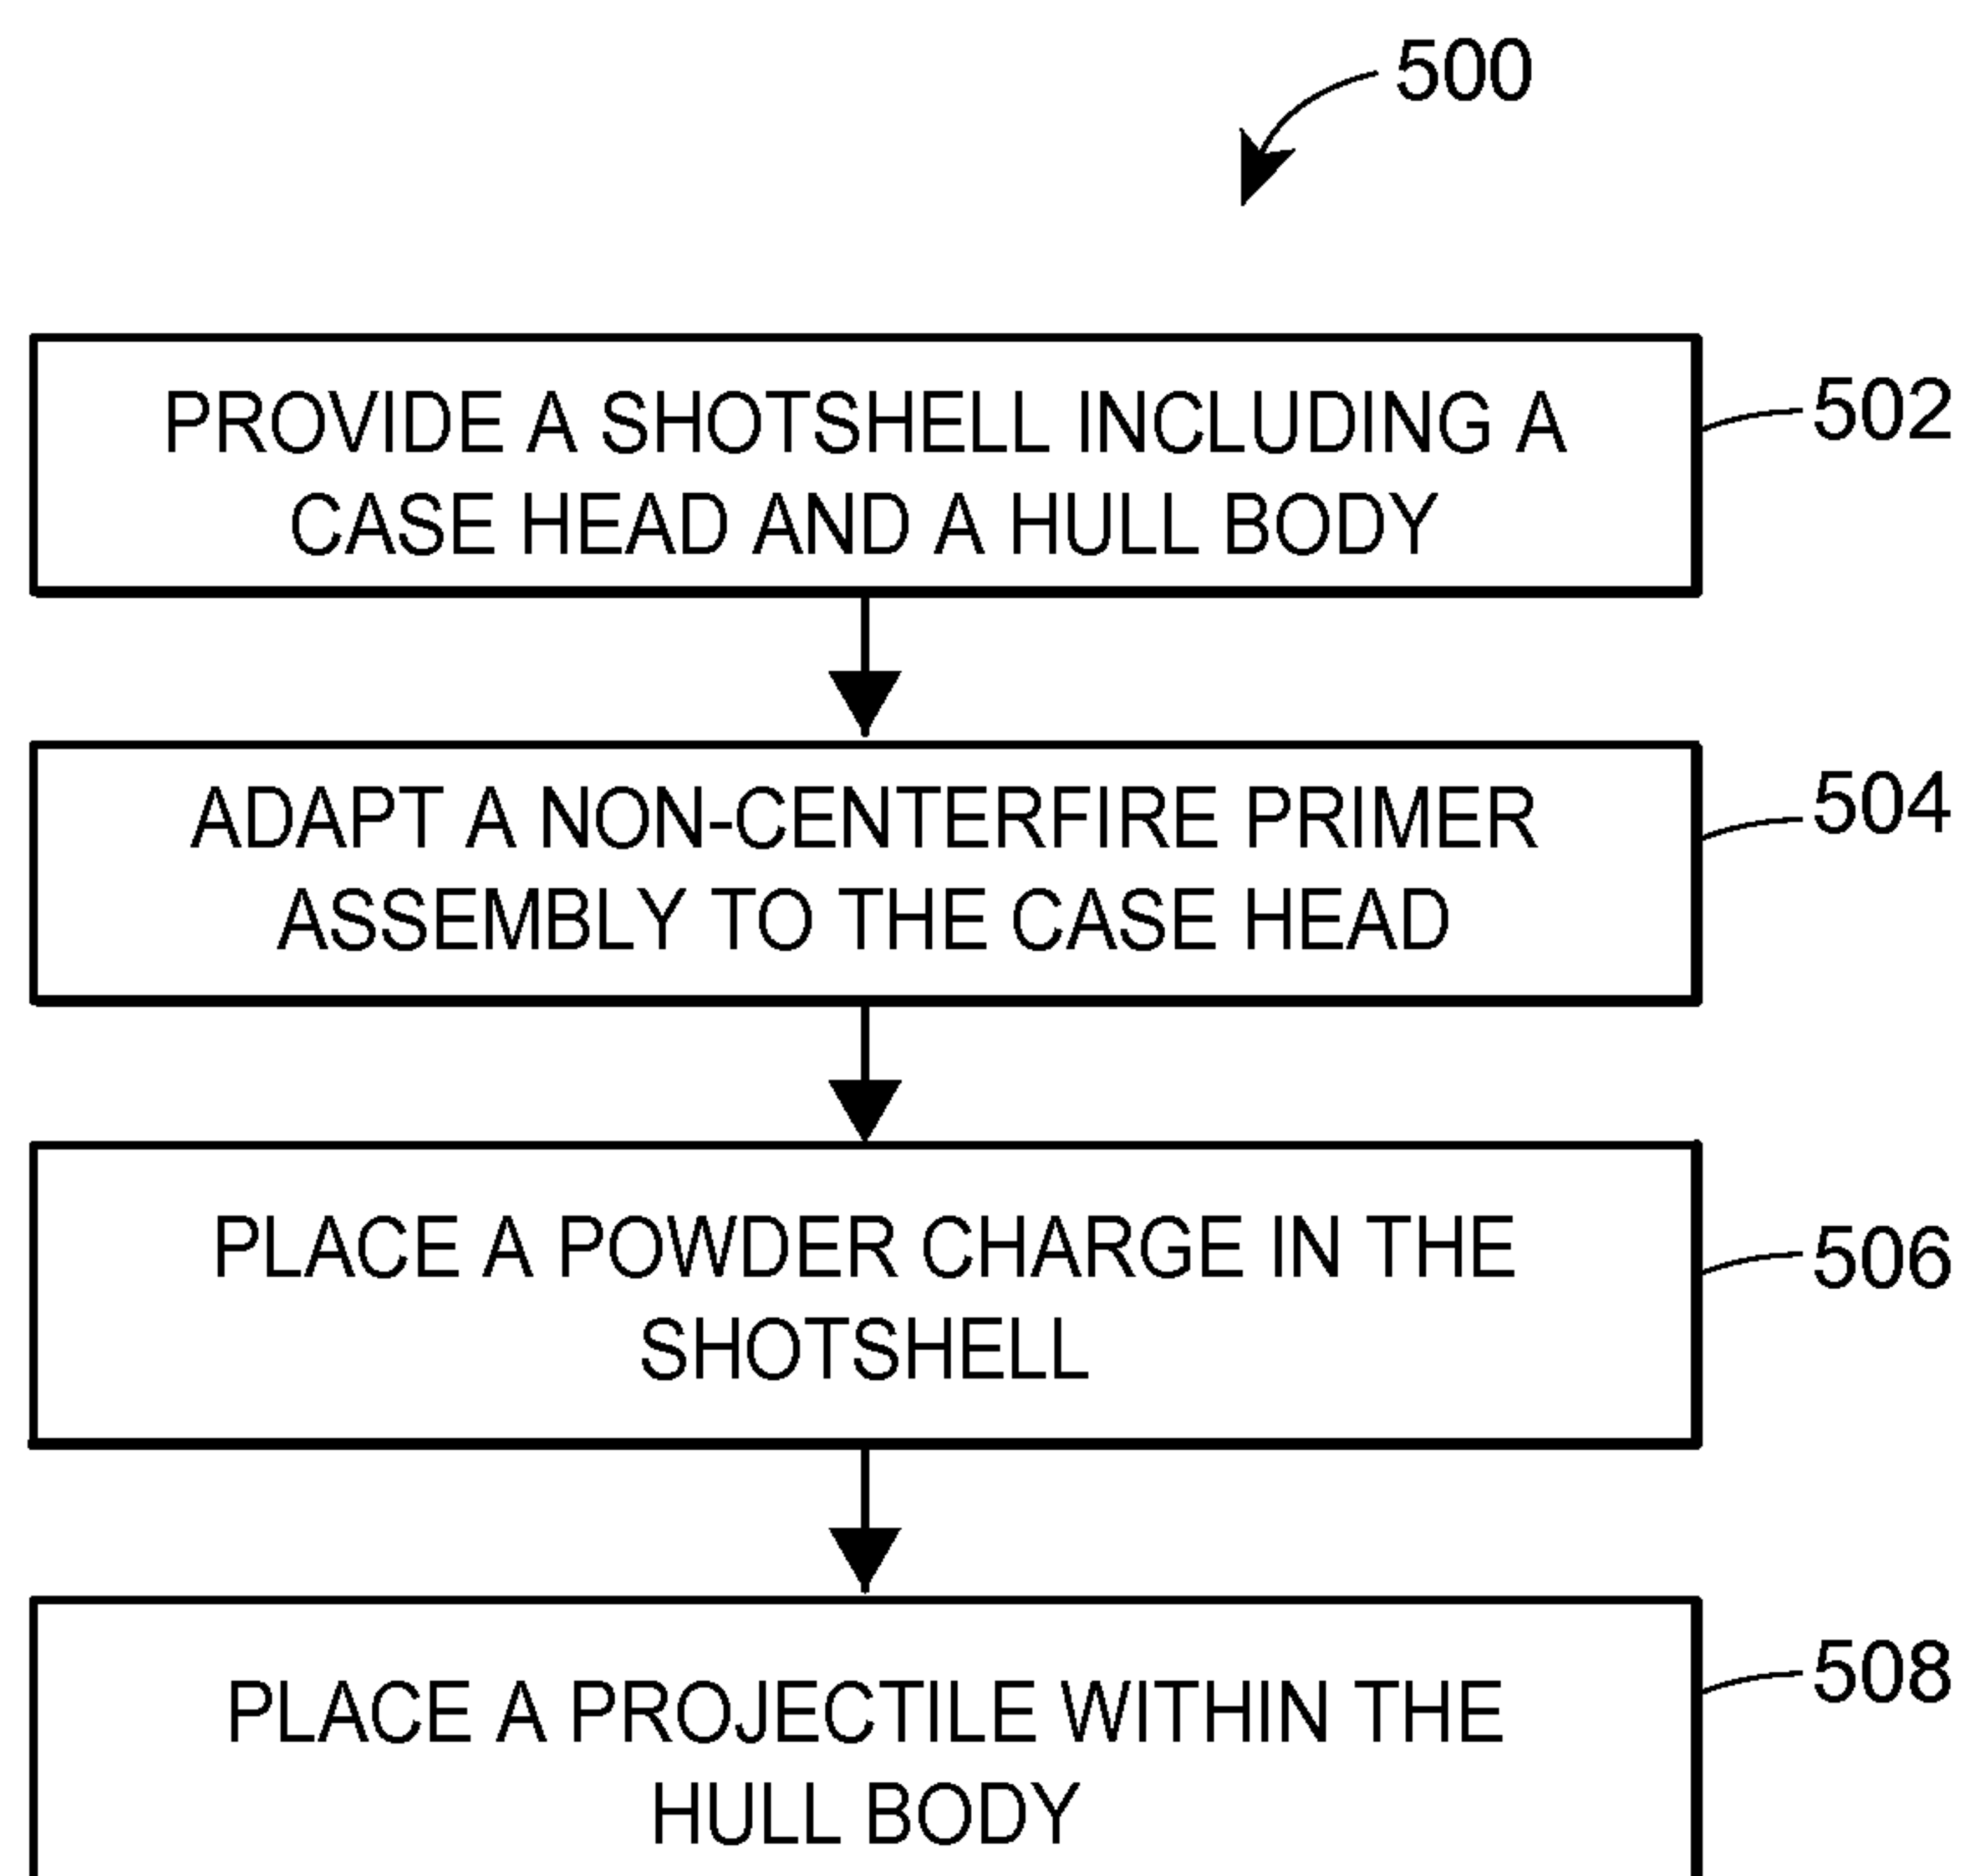 500
PROVIDE A SHOTSHELL INCLUDING A
CASE HEAD AND A HULL BODY
502
ADAPT A NON-CENTERFIRE PRIMER
ASSEMBLY TO THE CASE HEAD
504
PLACE A POWDER CHARGE IN THE
SHOTSHELL
506
PLACE A PROJECTILE WITHIN THE
HULL BODY
508